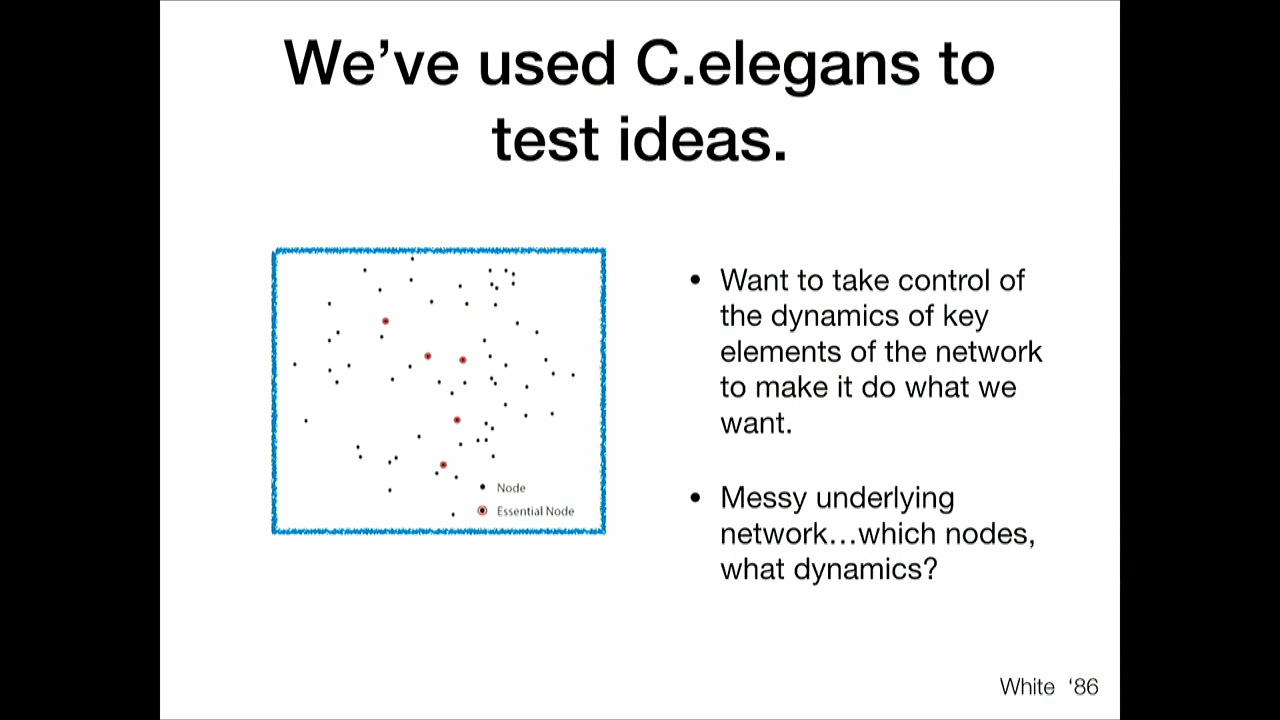 We've used C.elegans to
test ideas.
Node
Essential Node
• Want to take control of
the dynamics of key
elements of the network
to make it do what we
want.
• Messy underlying
network…which nodes,
what dynamics?
White ‘86